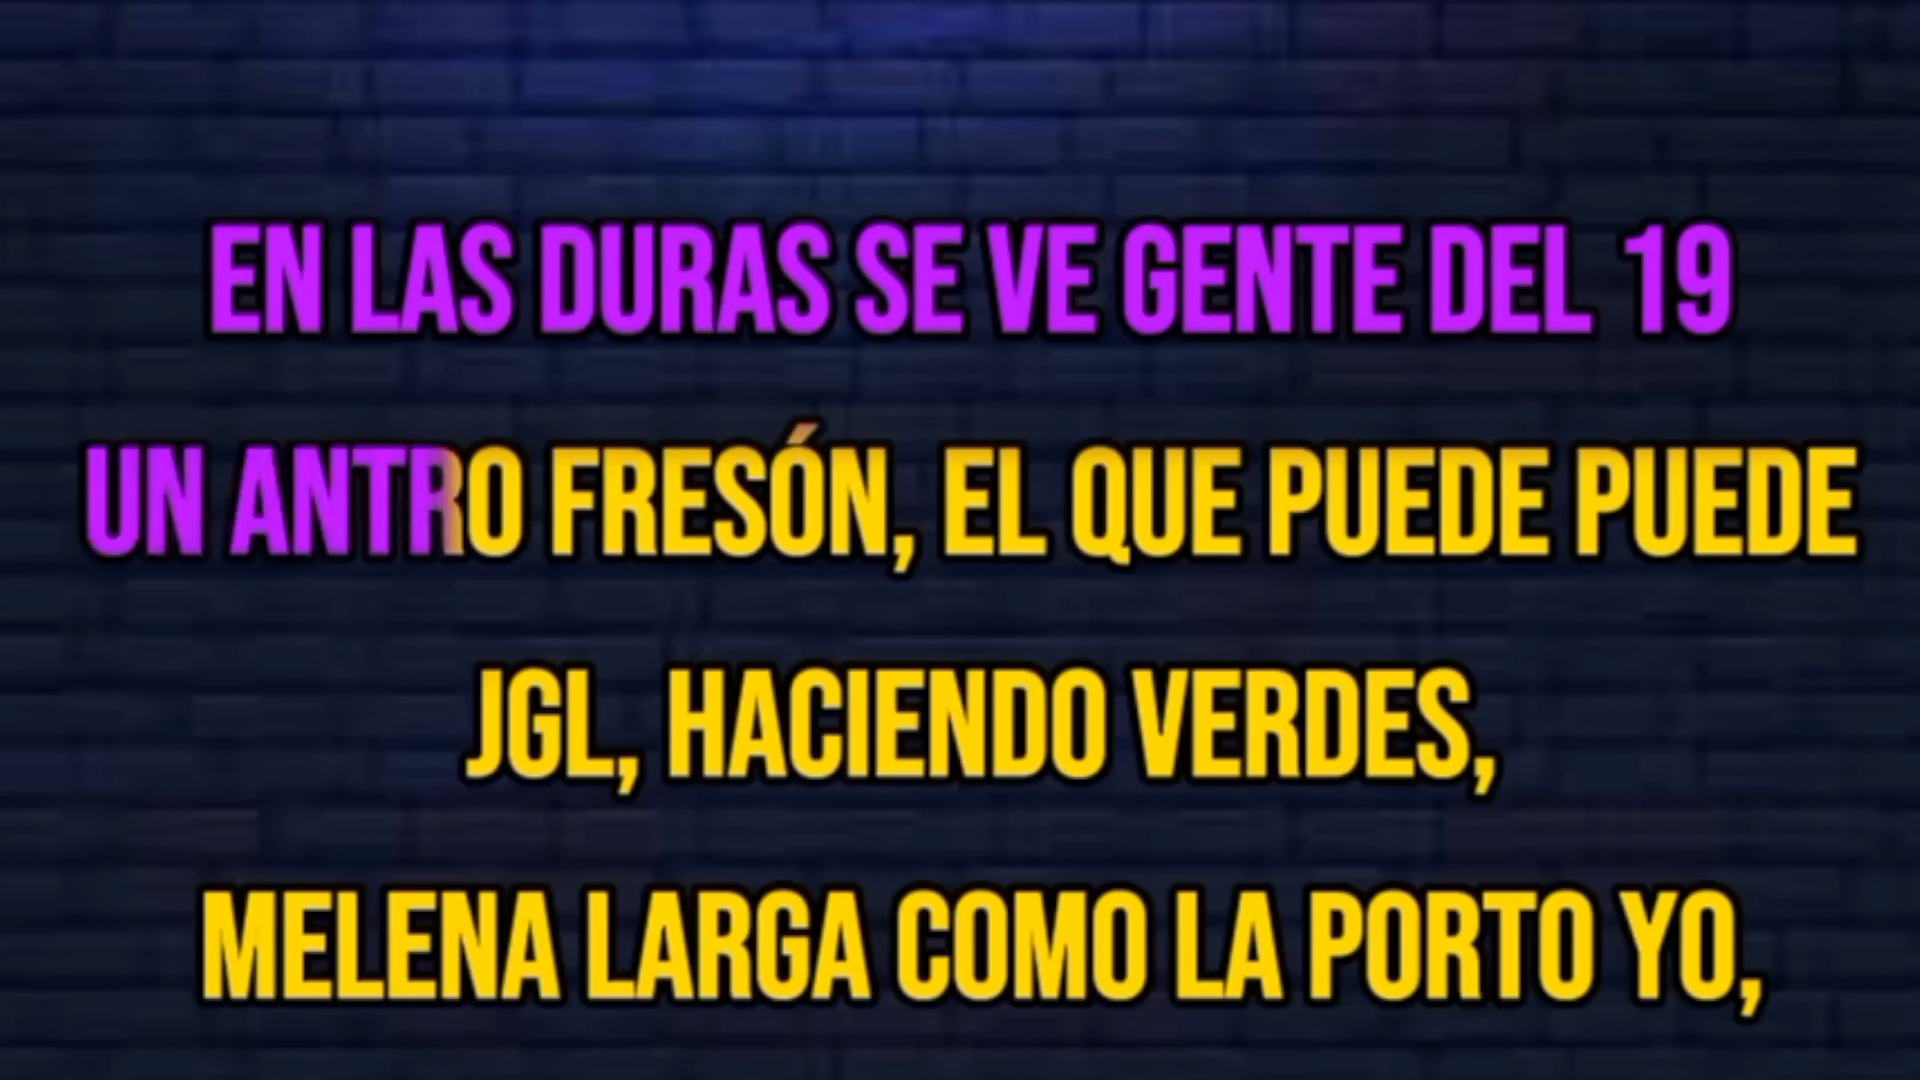 EN LAS DURAS SE VE GENTE DEL 19
UN ANTRO FRESÓN, EL QUE PUEDE PUEDE
JGL, HACIENDO VERDES,
MELENA LARGA COMO LA PORTO YO,